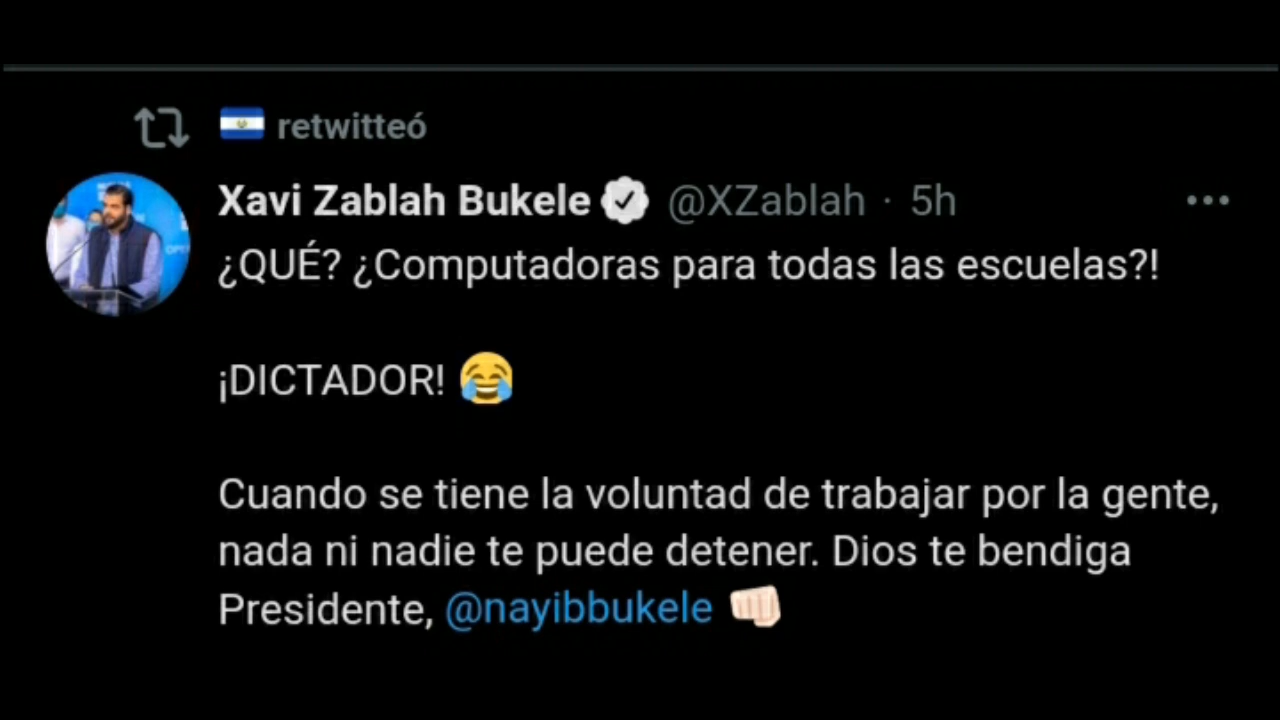 retwitteó
Xavi Zablah Bukele @XZablah · 5h
¿QUÉ? ¿Computadoras para todas las escuelas?!
¡DICTADOR! 😂
Cuando se tiene la voluntad de trabajar por la gente,
nada ni nadie te puede detener. Dios te bendiga
Presidente, @nayibbukele 👊🏻